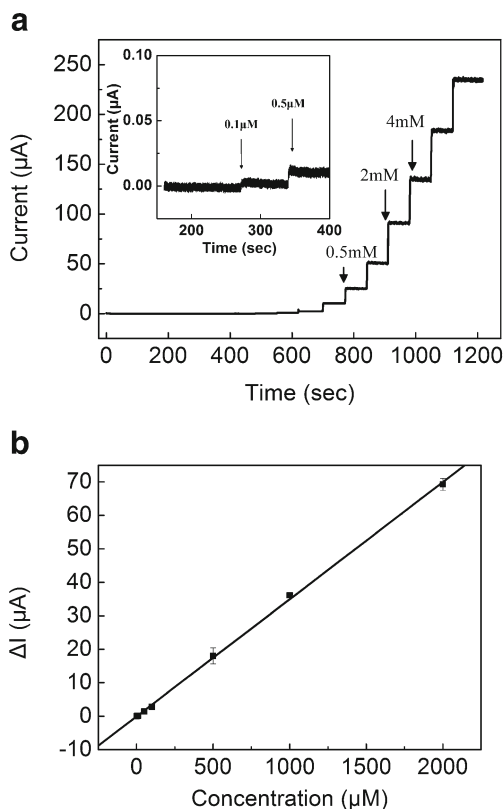 a
Current (µA)
250
200
150
100
50
0
0 200 400 600 800 1000 1200
Time (sec)
0.5mM
2mM
4mM
Current (µA)
0.10
0.05
0.00
200 300 400
Time (sec)
0.1µM
0.5µM
b
ΔI (µA)
70
60
50
40
30
20
10
0
-10
0 500 1000 1500 2000
Concentration (µM)